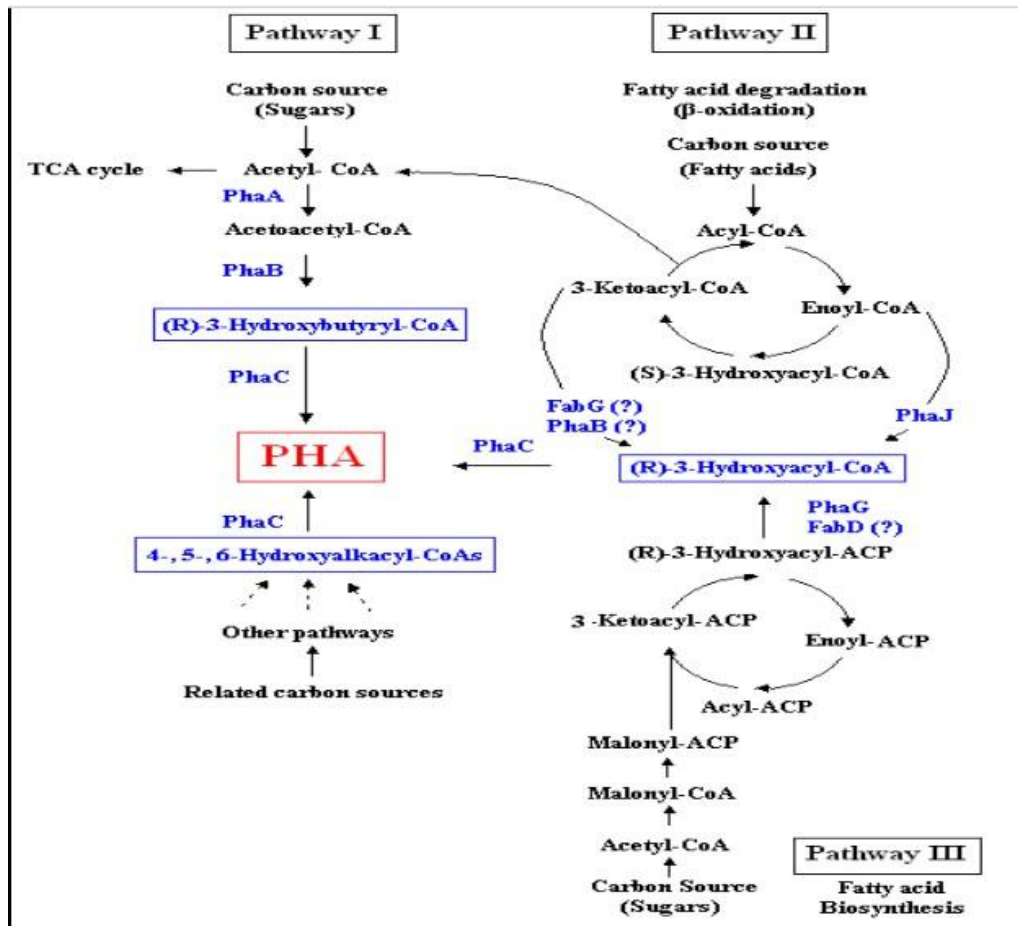 Pathway I
Carbon source
(Sugars)
TCA cycle
Acetyl- CoA
PhaA
Acetoacetyl-CoA
PhaB
(R)-3-Hydroxybutyryl-CoA
PhaC
PHA
PhaC
4-,5-,6-Hydroxyalkacyl-CoAs
Other pathways
Related carbon sources
Pathway II
Fatty acid degradation
(β-oxidation)
Carbon source
(Fatty acids)
Acyl-CoA
3-Ketoacyl-CoA
Enoyl-CoA
(S)-3-Hydroxyacyl-CoA
FabG (?)
PhaB (?)
PhaJ
PhaC
(R)-3-Hydroxyacyl-CoA
PhaG
FabD (?)
(R)-3-Hydroxyacyl-ACP
3 -Ketoacyl-ACP
Enoyl-ACP
Acyl-ACP
Malonyl-ACP
Malonyl-CoA
Acetyl-CoA
Carbon Source
(Sugars)
Pathway III
Fatty acid
Biosynthesis